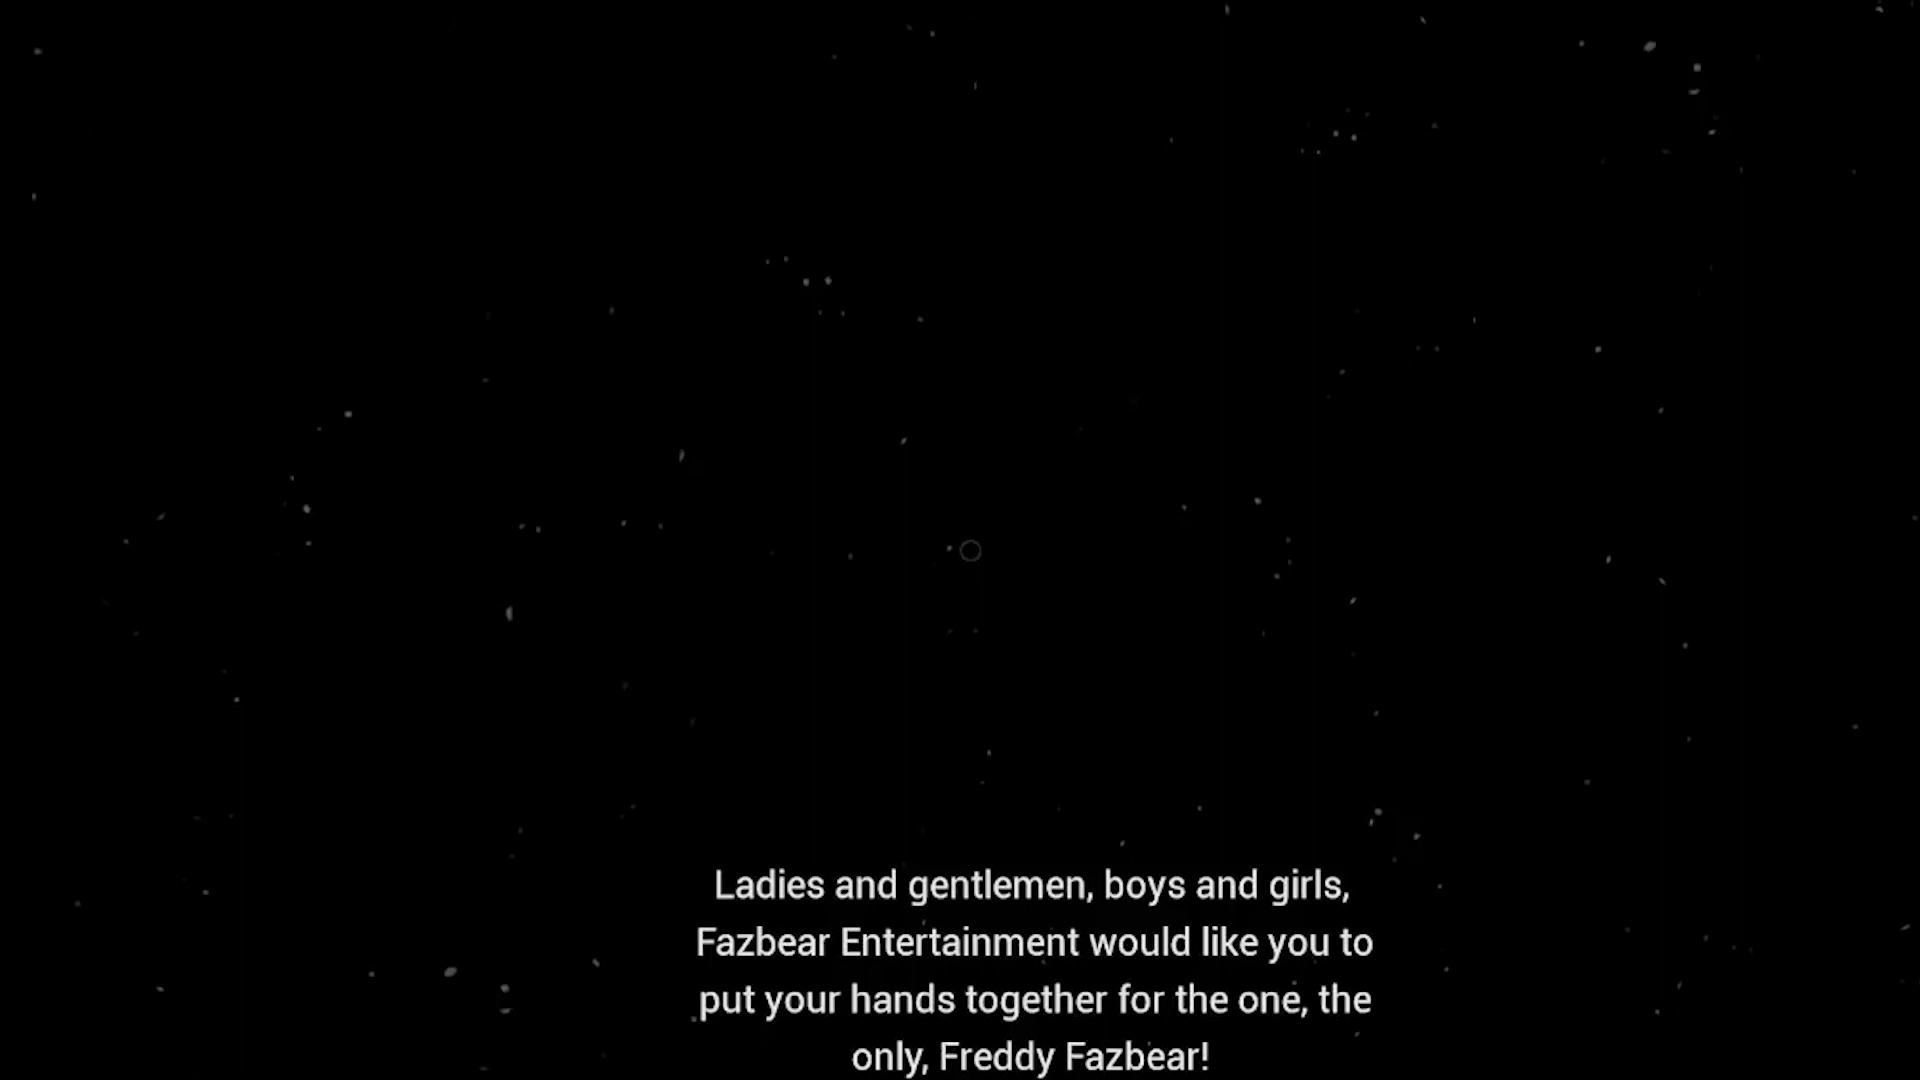 Ladies and gentlemen, boys and girls,
Fazbear Entertainment would like you to
put your hands together for the one, the
only, Freddy Fazbear!